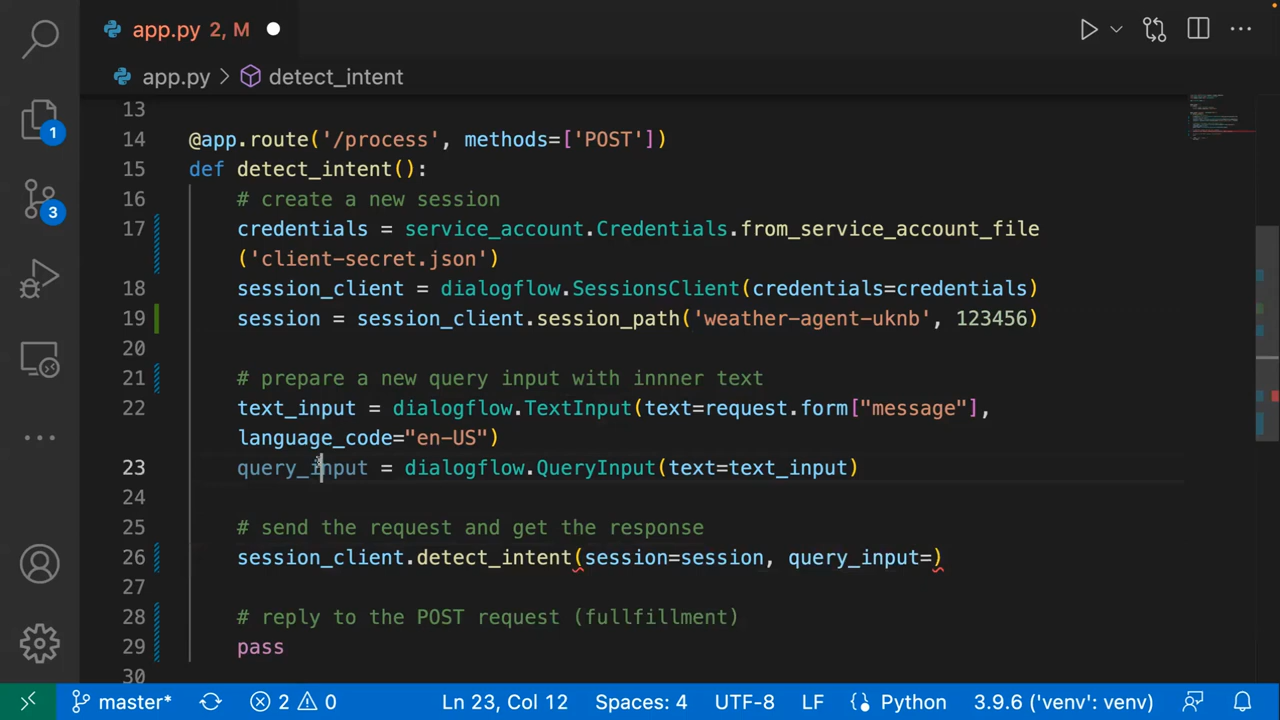 app.py 2, M
app.py > detect_intent
13
14 @app.route('/process', methods=['POST'])
15 def detect_intent():
16 # create a new session
17 credentials = service_account.Credentials.from_service_account_file
('client-secret.json')
18 session_client = dialogflow.SessionsClient(credentials=credentials)
19 session = session_client.session_path('weather-agent-uknb', 123456)
20
21 # prepare a new query input with innner text
22 text_input = dialogflow.TextInput(text=request.form["message"],
language_code="en-US")
23 query_input = dialogflow.QueryInput(text=text_input)
24
25 # send the request and get the response
26 session_client.detect_intent(session=session, query_input=)
27
28 # reply to the POST request (fullfillment)
29 pass
30
1
3
master* 2 0 Ln 23, Col 12 Spaces: 4 UTF-8 LF Python 3.9.6 ('venv': venv)